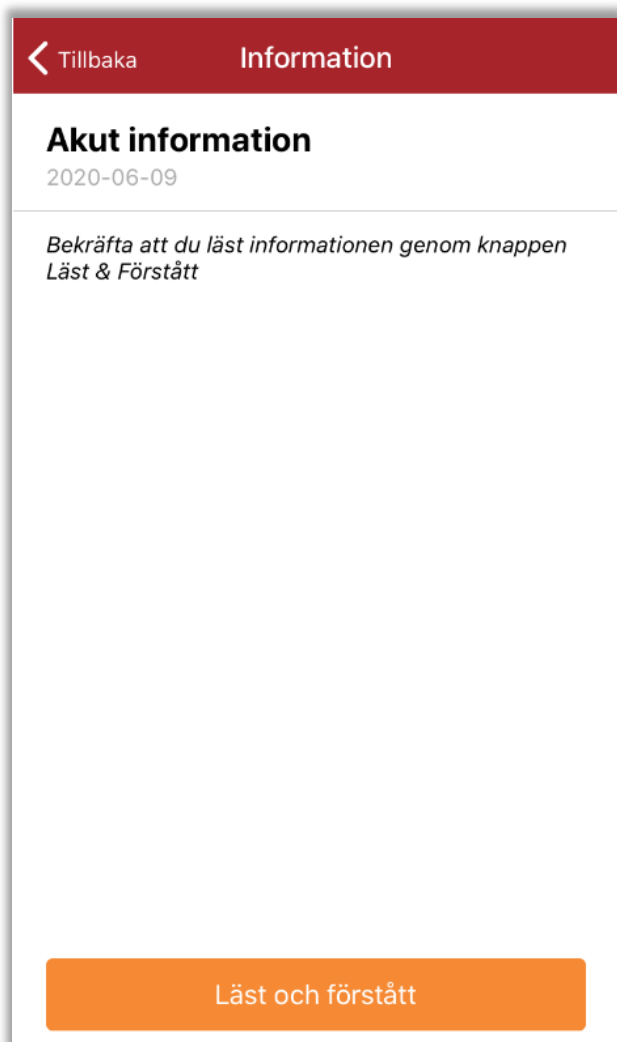 Tillbaka Information
Akut information
2020-06-09
Bekräfta att du läst informationen genom knappen
Läst & Förstått
Läst och förstått